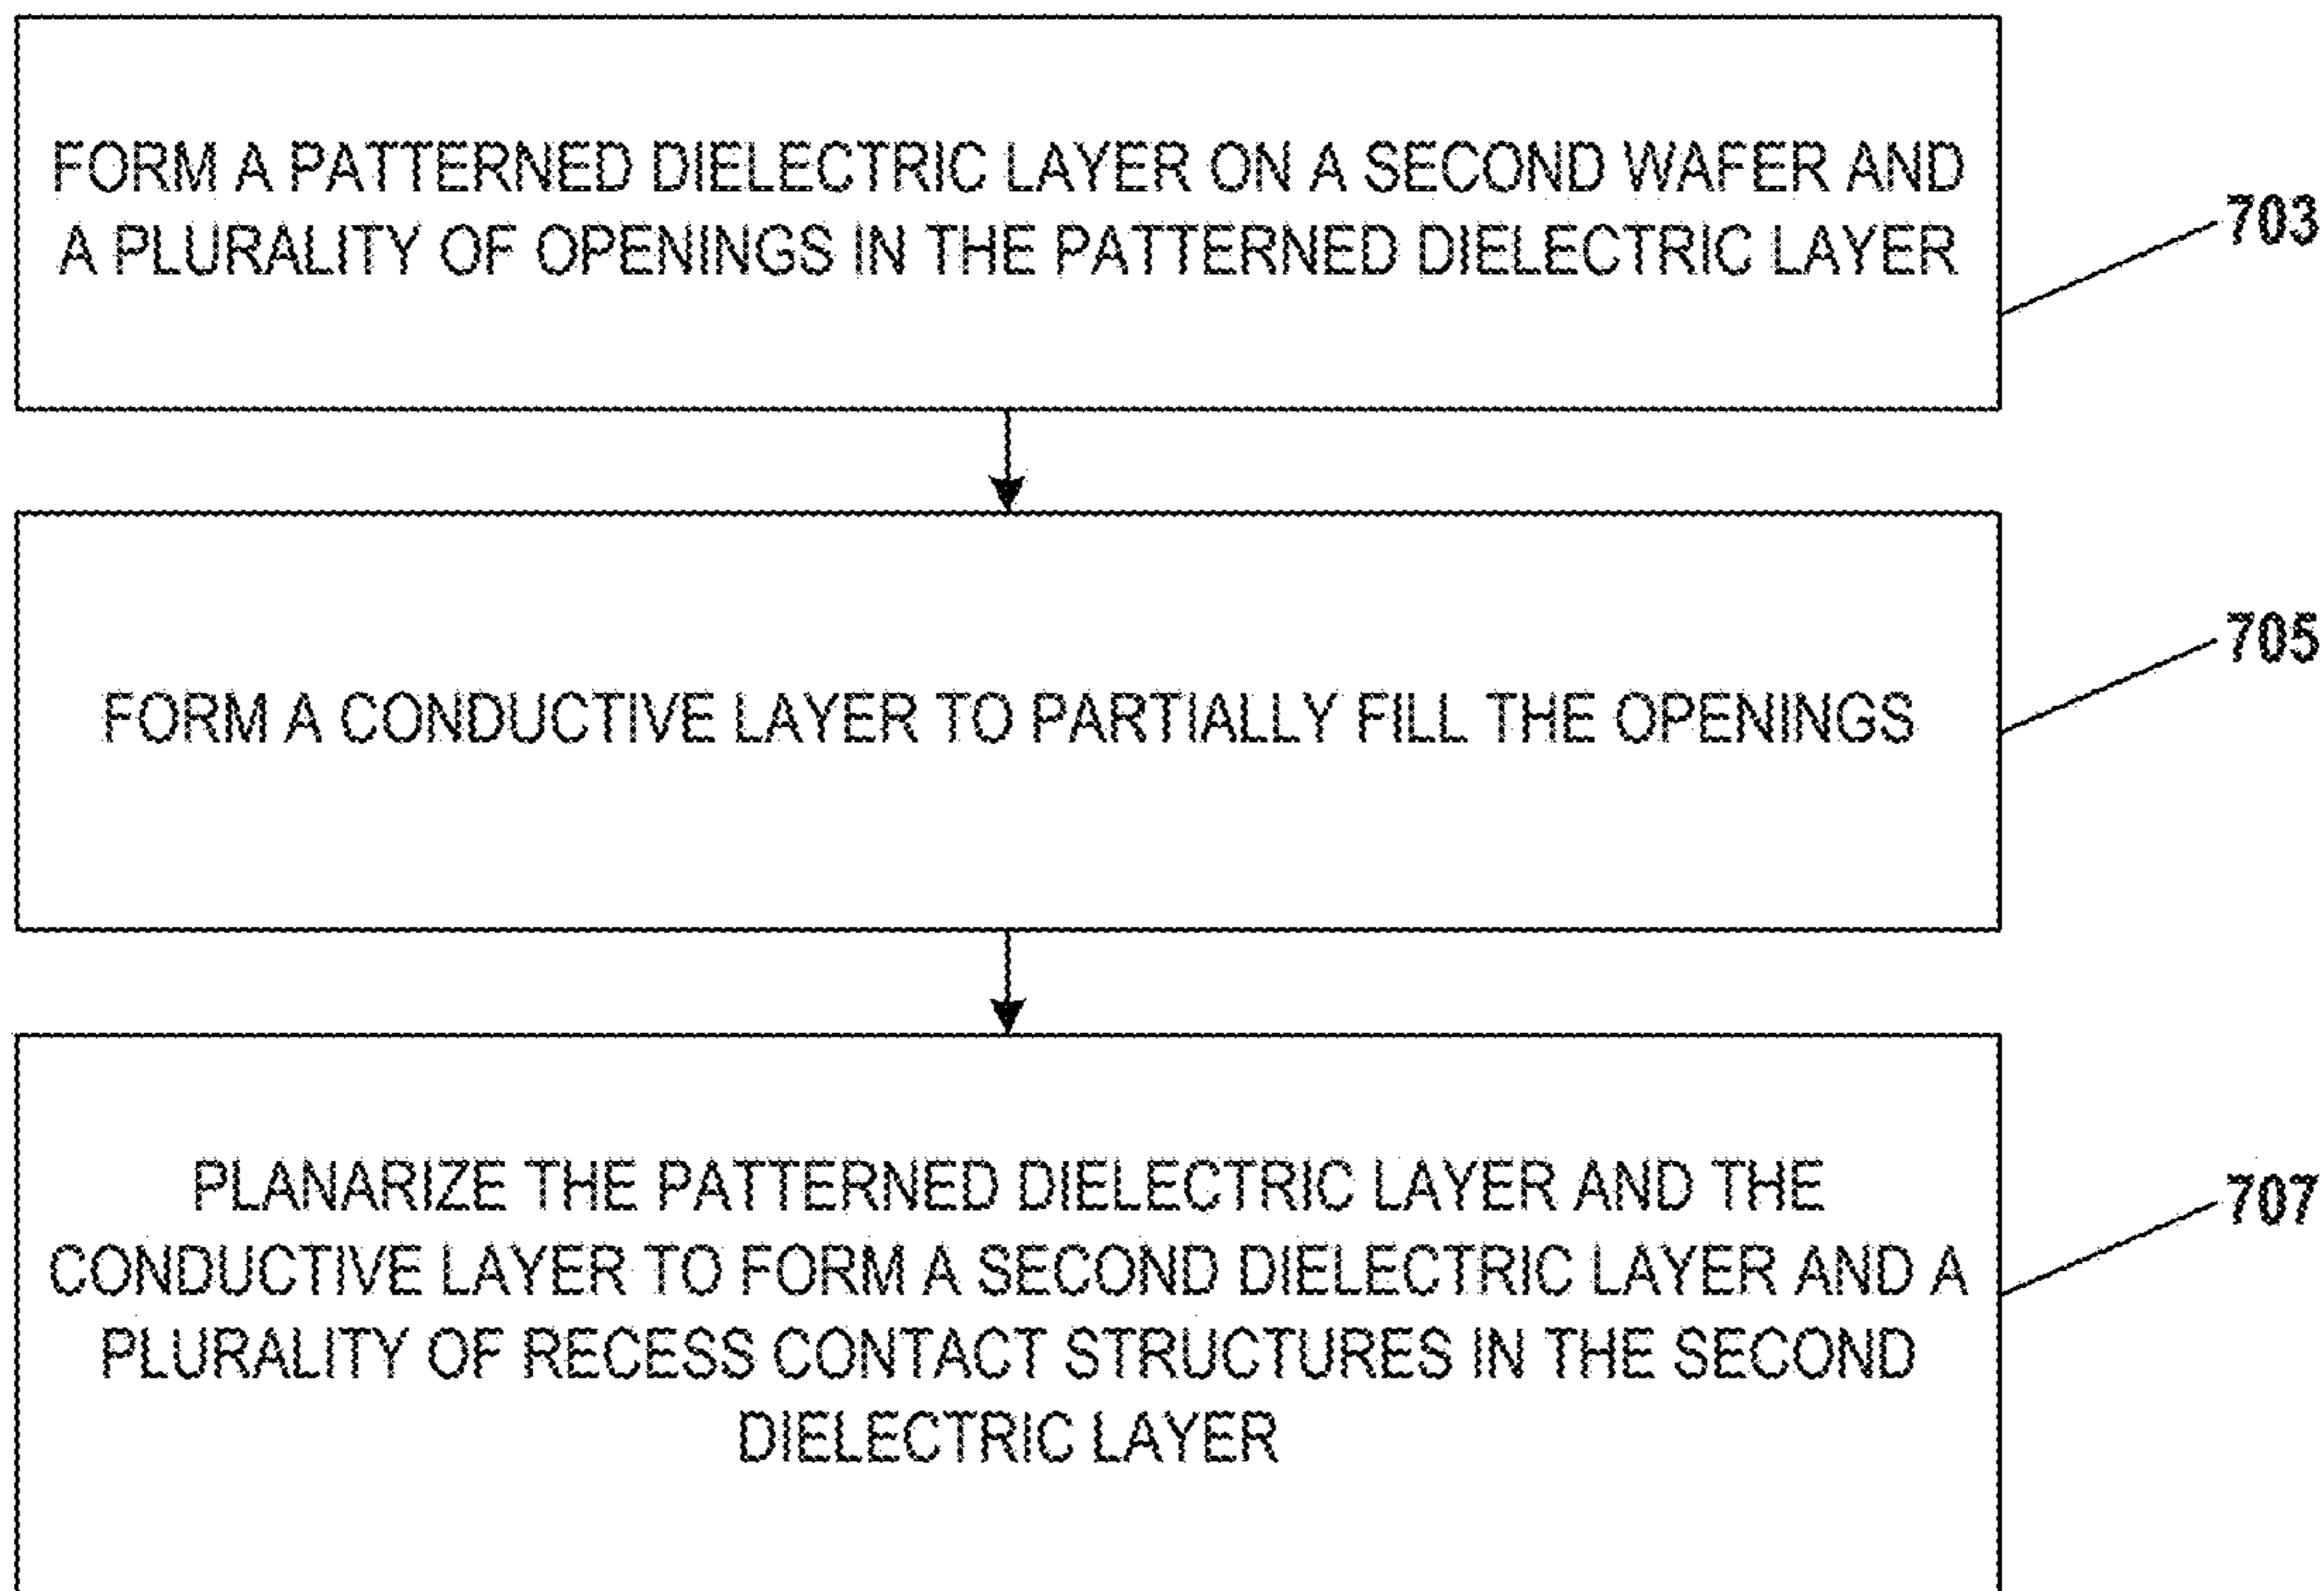 FORM A PATTERNED DIELECTRIC LAYER ON A SECOND WAFER AND
A PLURALITY OF OPENINGS IN THE PATTERNED DIELECTRIC LAYER
703
FORM A CONDUCTIVE LAYER TO PARTIALLY FILL THE OPENINGS
705
PLANARIZE THE PATTERNED DIELECTRIC LAYER AND THE
CONDUCTIVE LAYER TO FORM A SECOND DIELECTRIC LAYER AND A
PLURALITY OF RECESS CONTACT STRUCTURES IN THE SECOND
DIELECTRIC LAYER
707